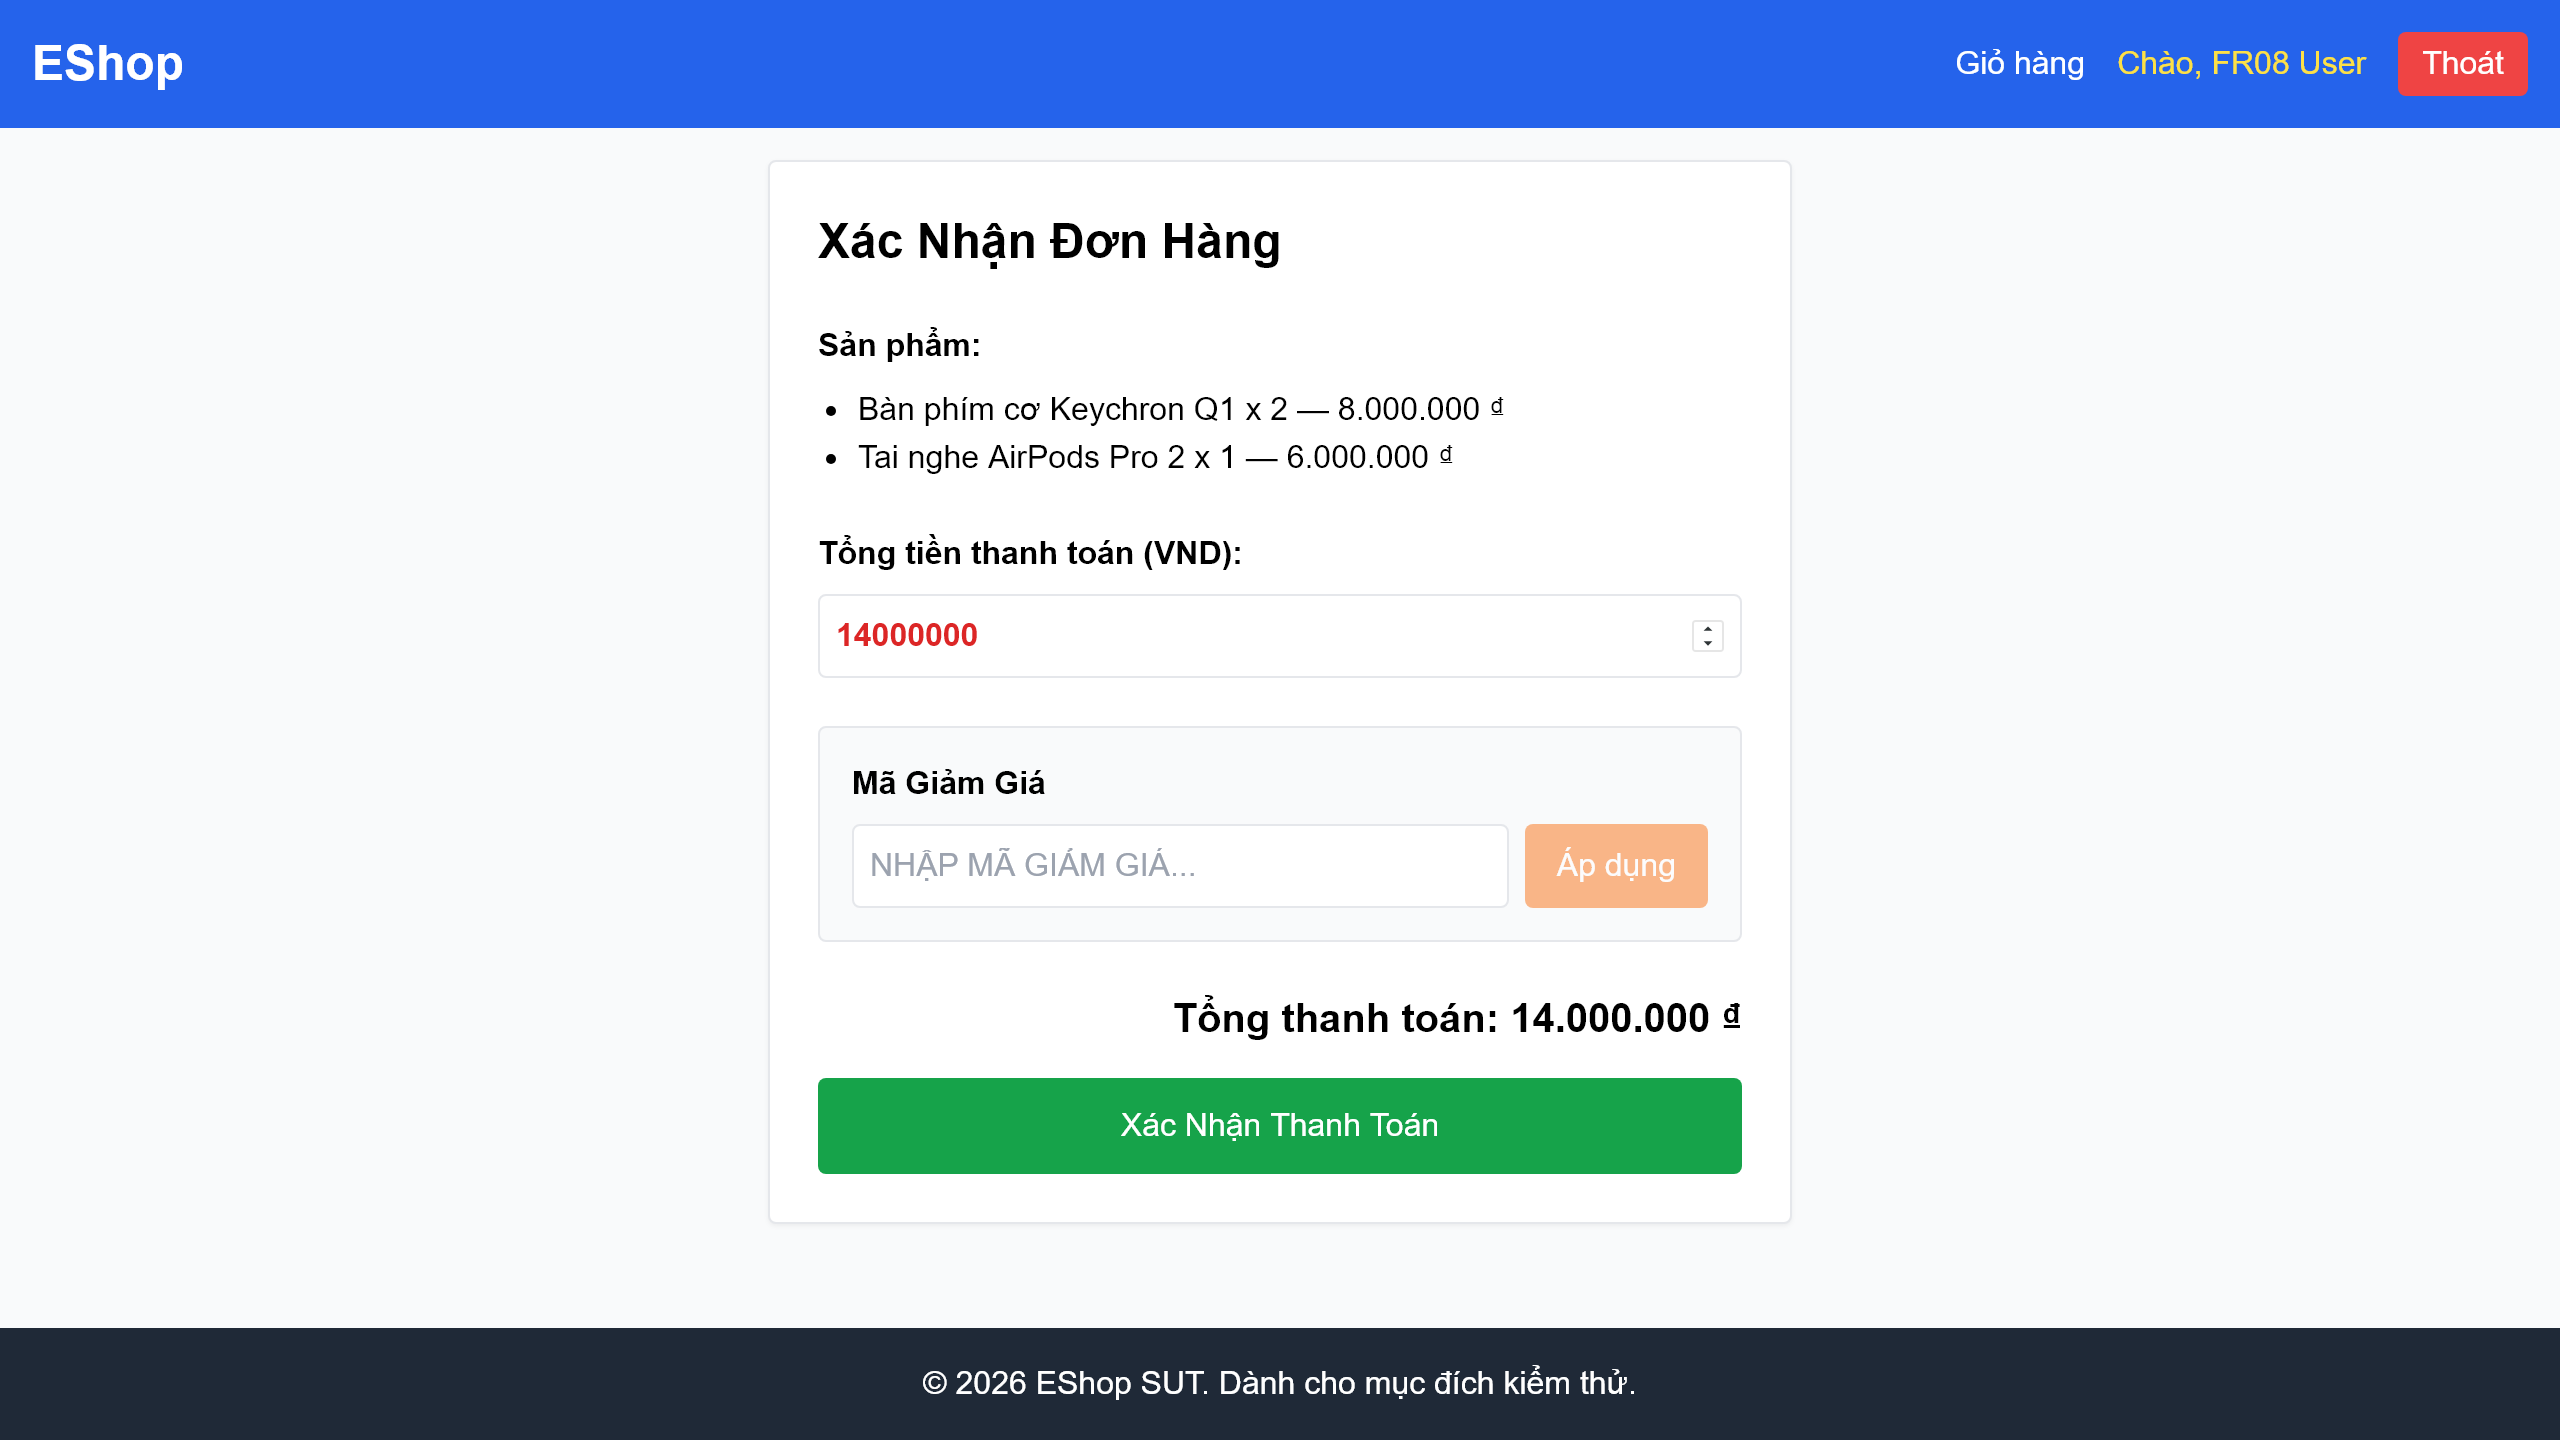 EShop
Giỏ hàng
Chào, FR08 User
Thoát
Xác Nhận Đơn Hàng
Sản phẩm:
• Bàn phím cơ Keychron Q1 x 2 — 8.000.000 ₫
• Tai nghe AirPods Pro 2 x 1 — 6.000.000 ₫
Tổng tiền thanh toán (VND):
14000000
Mã Giảm Giá
NHẬP MÃ GIẢM GIÁ...
Áp dụng
Tổng thanh toán: 14.000.000 ₫
Xác Nhận Thanh Toán
© 2026 EShop SUT. Dành cho mục đích kiểm thử.